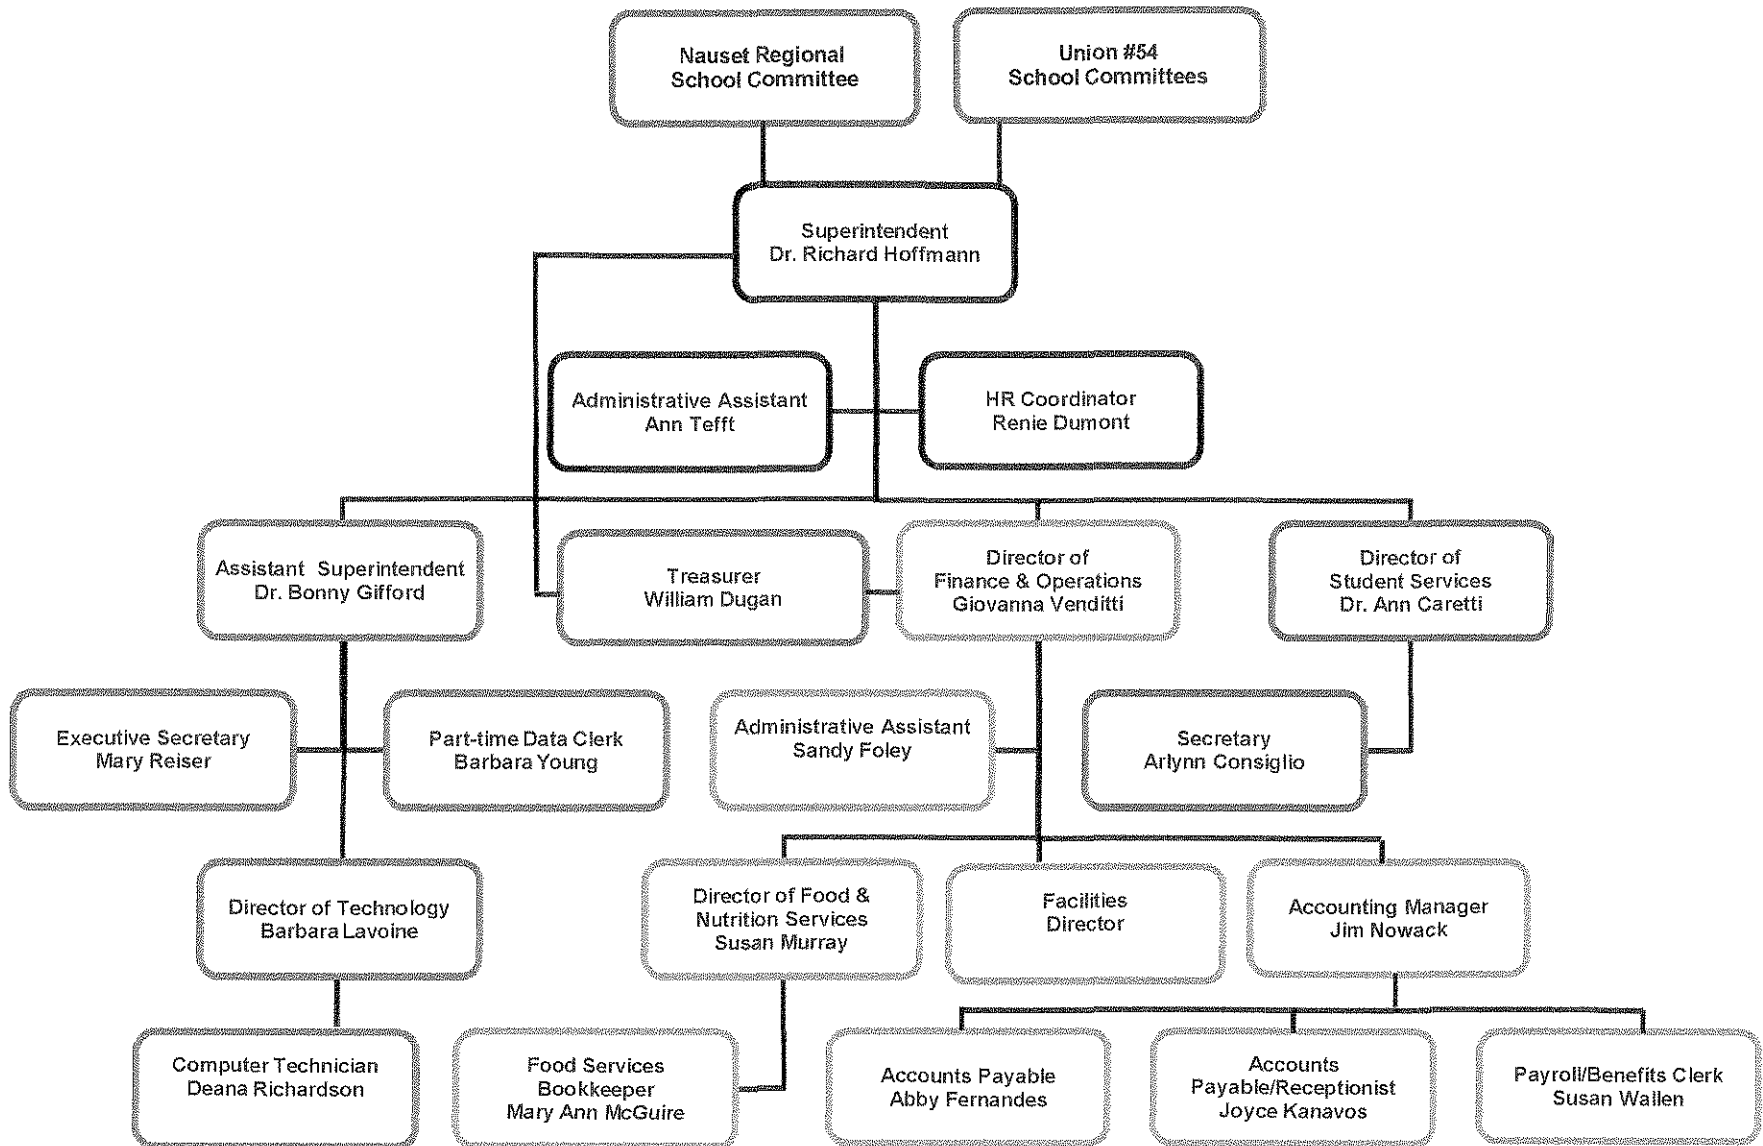 Nauset Regional
School Committee
Union #54
School Committees
Superintendent
Dr. Richard Hoffmann
Administrative Assistant
Ann Tefft
HR Coordinator
Renie Dumont
Assistant Superintendent
Dr. Bonny Gifford
Treasurer
William Dugan
Director of
Finance & Operations
Giovanna Venditti
Director of
Student Services
Dr. Ann Caretti
Executive Secretary
Mary Reiser
Part-time Data Clerk
Barbara Young
Administrative Assistant
Sandy Foley
Secretary
Arlynn Consiglio
Director of Technology
Barbara Lavoine
Director of Food &
Nutrition Services
Susan Murray
Facilities
Director
Accounting Manager
Jim Nowack
Computer Technician
Deana Richardson
Food Services
Bookkeeper
Mary Ann McGuire
Accounts Payable
Abby Fernandes
Accounts
Payable/Receptionist
Joyce Kanavos
Payroll/Benefits Clerk
Susan Wallen